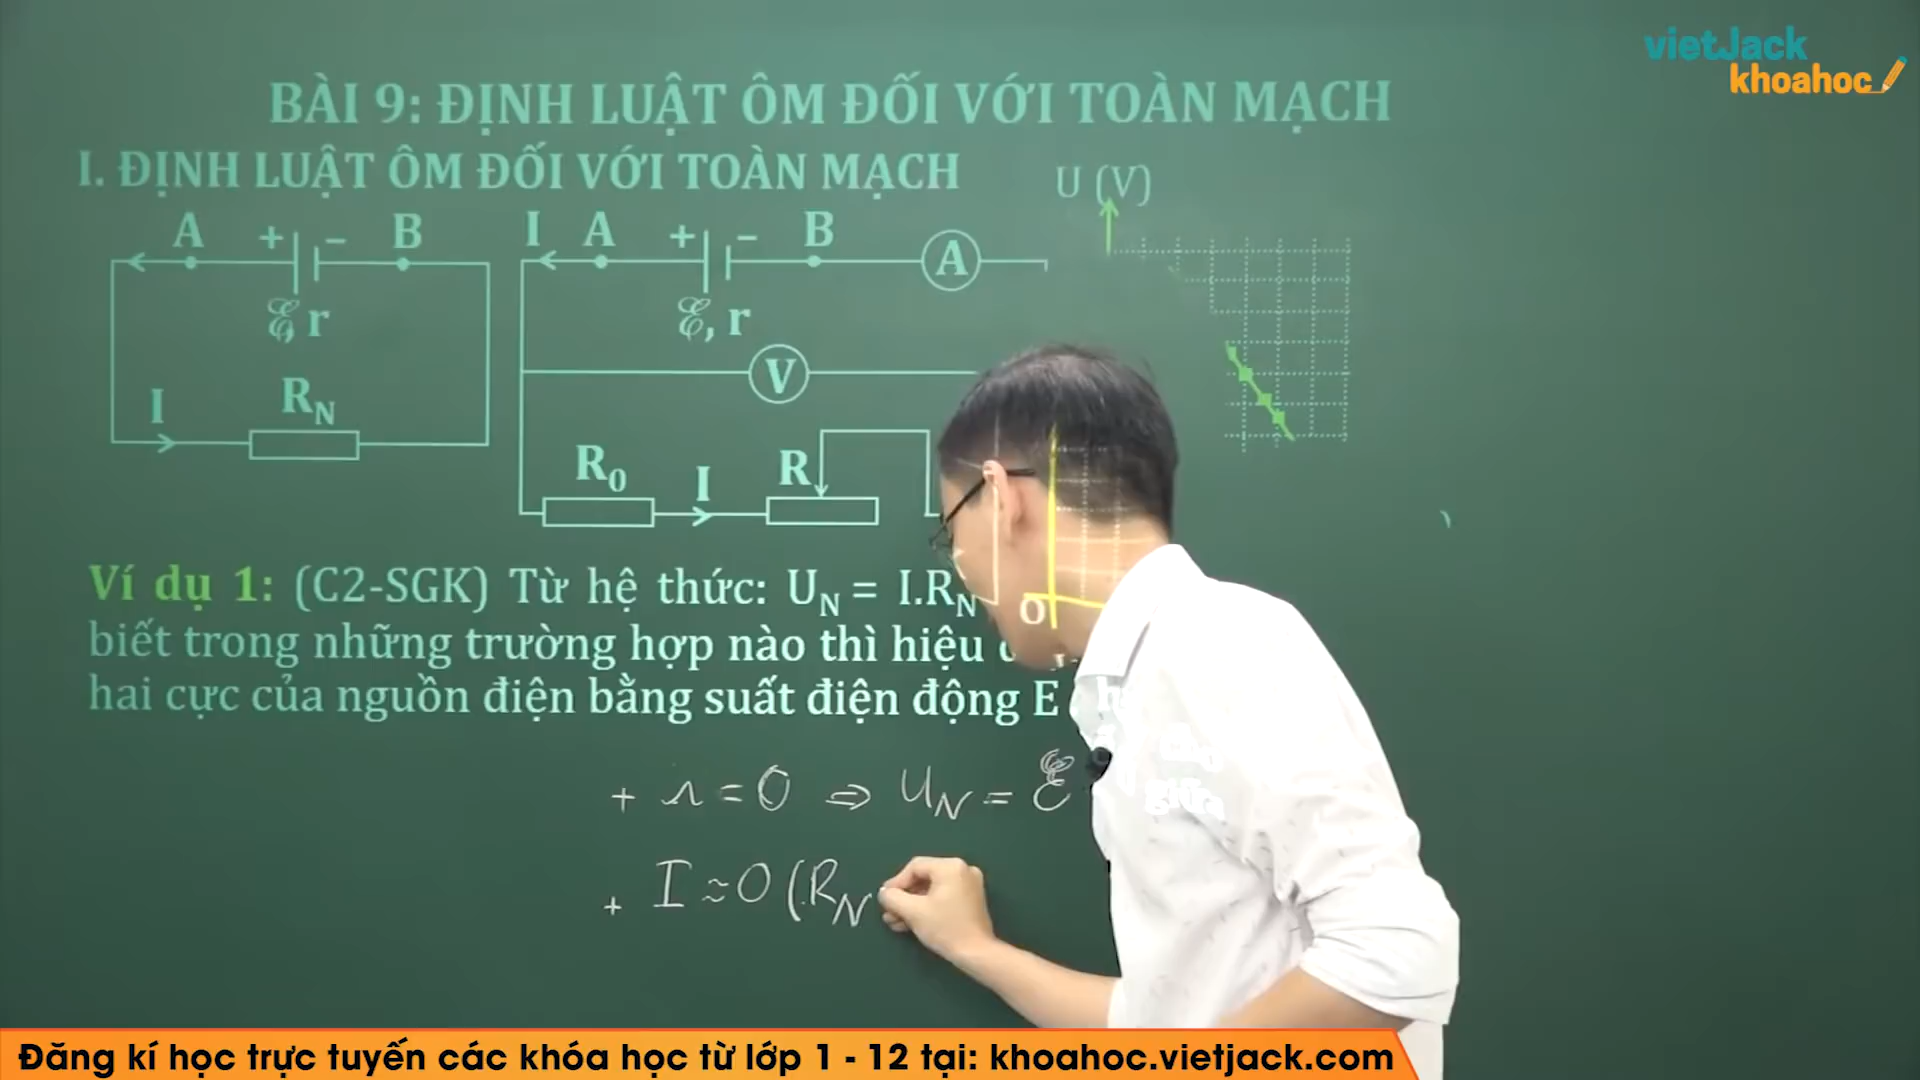 vietJack
khoahoc
BÀI 9: ĐỊNH LUẬT ÔM ĐỐI VỚI TOÀN MẠCH
I. ĐỊNH LUẬT ÔM ĐỐI VỚI TOÀN MẠCH
U (V)
A + – B
I A + – B A
ℰ, r
ℰ, r
V
I R_N
R₀ I R
O
Ví dụ 1: (C2-SGK) Từ hệ thức: U_N = I.R_N
biết trong những trường hợp nào thì hiệu
hai cực của nguồn điện bằng suất điện động E
giữa
+ r = 0 ⇒ U_N = ℰ
+ I ≈ 0 (R_N
Đăng kí học trực tuyến các khóa học từ lớp 1 - 12 tại: khoahoc.vietjack.com